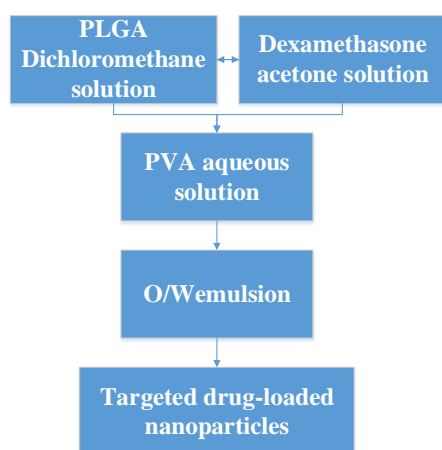 PLGA
Dichloromethane
solution
Dexamethasone
acetone solution
PVA aqueous
solution
O/Wemulsion
Targeted drug-loaded
nanoparticles